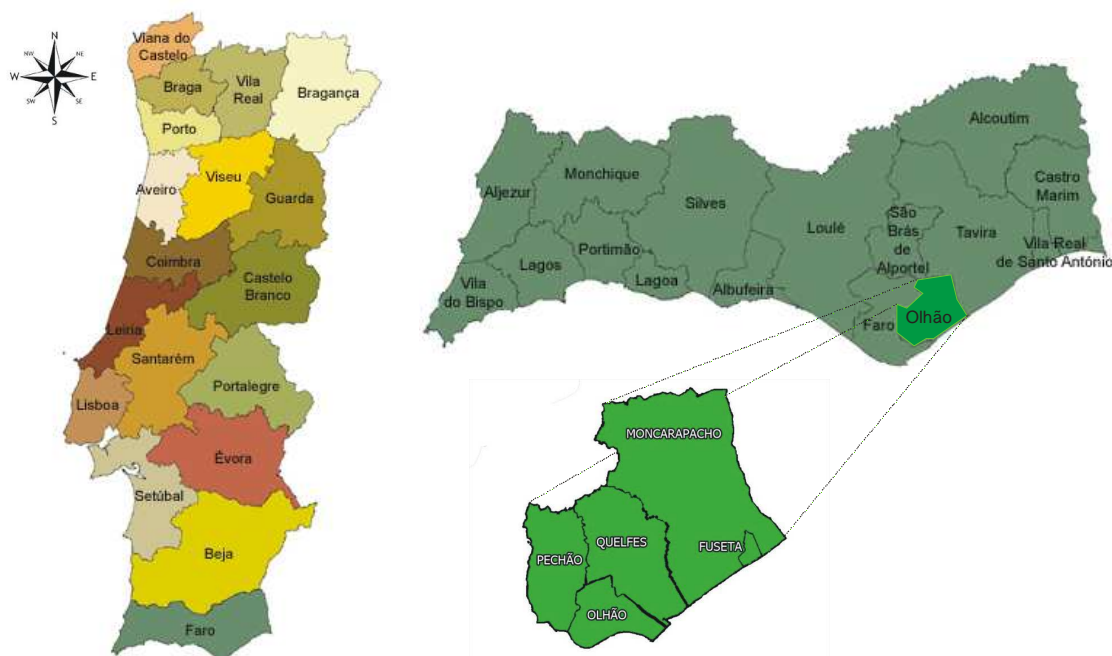 N
NW
NE
W
E
SW
SE
S
Viana do
Castelo
Braga
Vila
Real
Bragança
Porto
Aveiro
Viseu
Guarda
Coimbra
Castelo
Branco
Leiria
Santarém
Lisboa
Portalegre
Évora
Setúbal
Beja
Faro
Alcoutim
Aljezur
Monchique
Silves
Castro
Marim
Loulé
São
Brás
de
Alportel
Tavira
Portimão
Lagos
Lagoa
Vila
do Bispo
Albufeira
Vila Real
de Santo António
Faro
Olhão
MONCARAPACHO
QUELFES
PECHÃO
FUSETA
OLHÃO